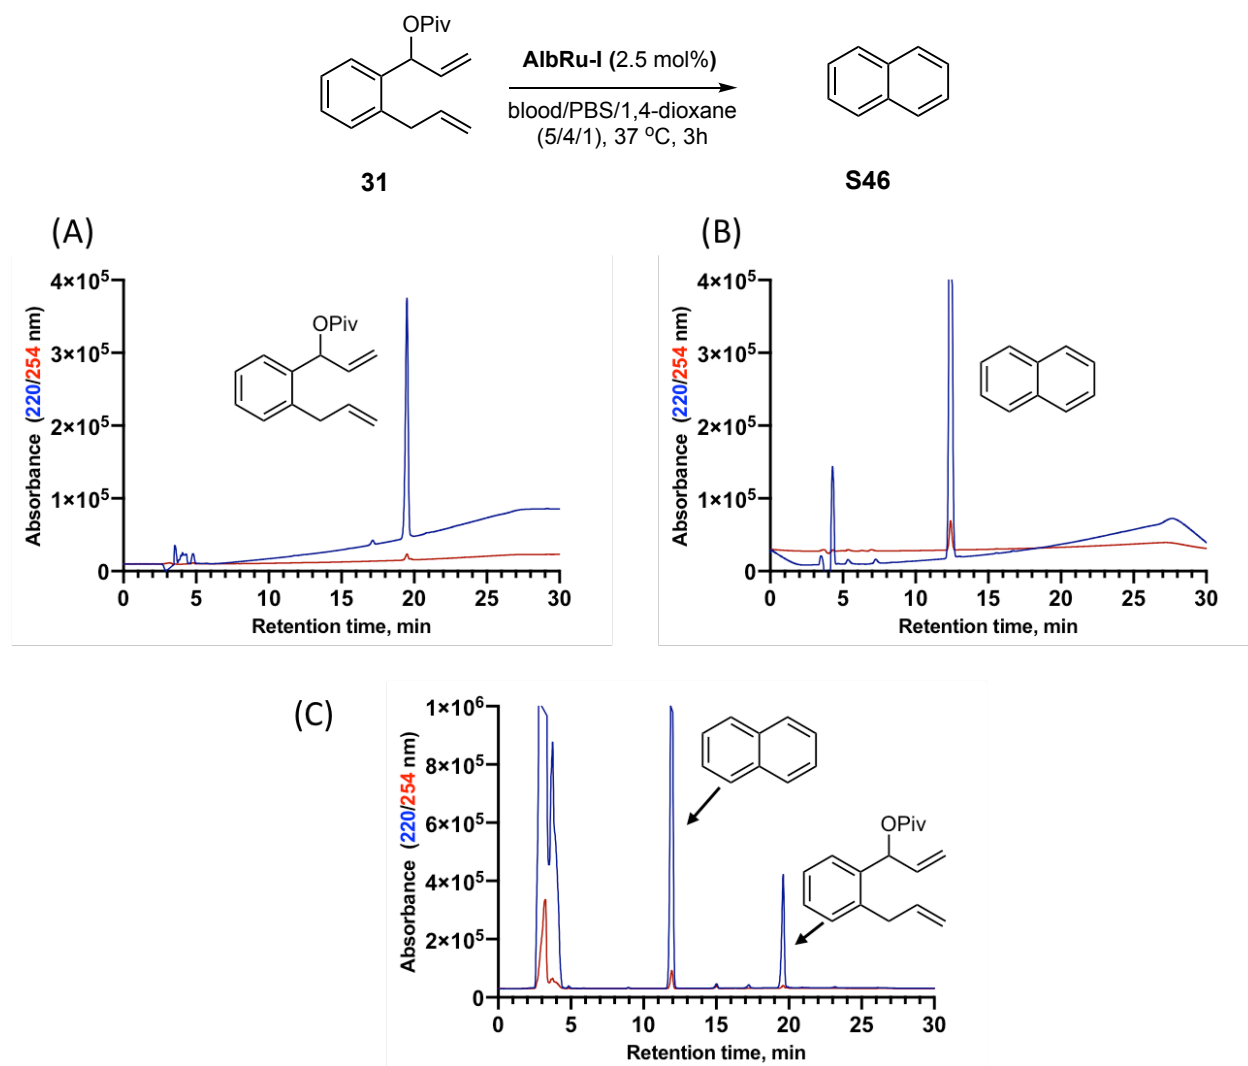 OPiv
AlbRu-I (2.5 mol%)
blood/PBS/1,4-dioxane
(5/4/1), 37 ºC, 3h
31
S46
(A)
Absorbance (220/254 nm)
4×10⁵
3×10⁵
2×10⁵
1×10⁵
0
OPiv
0 5 10 15 20 25 30
Retention time, min
(B)
Absorbance (220/254 nm)
4×10⁵
3×10⁵
2×10⁵
1×10⁵
0
0 5 10 15 20 25 30
Retention time, min
(C)
Absorbance (220/254 nm)
1×10⁶
8×10⁵
6×10⁵
4×10⁵
2×10⁵
0
OPiv
0 5 10 15 20 25 30
Retention time, min